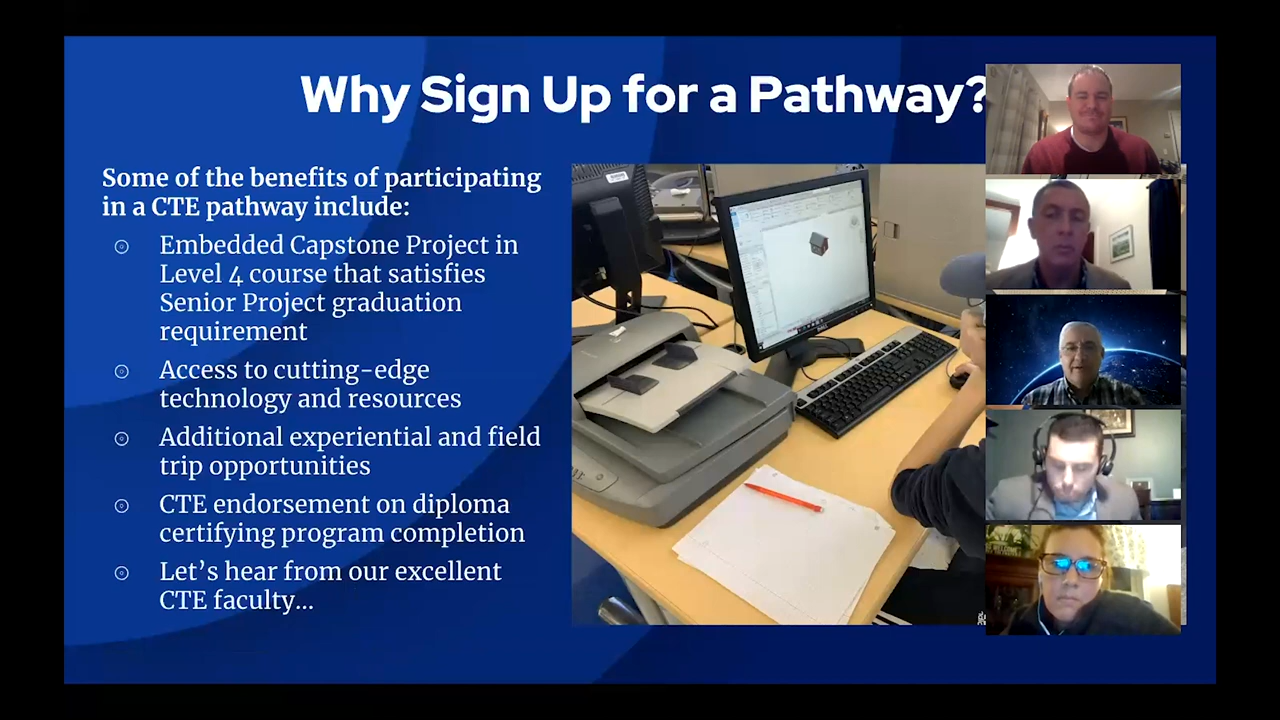 Why Sign Up for a Pathway?
Some of the benefits of participating
in a CTE pathway include:
Embedded Capstone Project in
Level 4 course that satisfies
Senior Project graduation
requirement
Access to cutting-edge
technology and resources
Additional experiential and field
trip opportunities
CTE endorsement on diploma
certifying program completion
Let's hear from our excellent
CTE faculty...
DELL